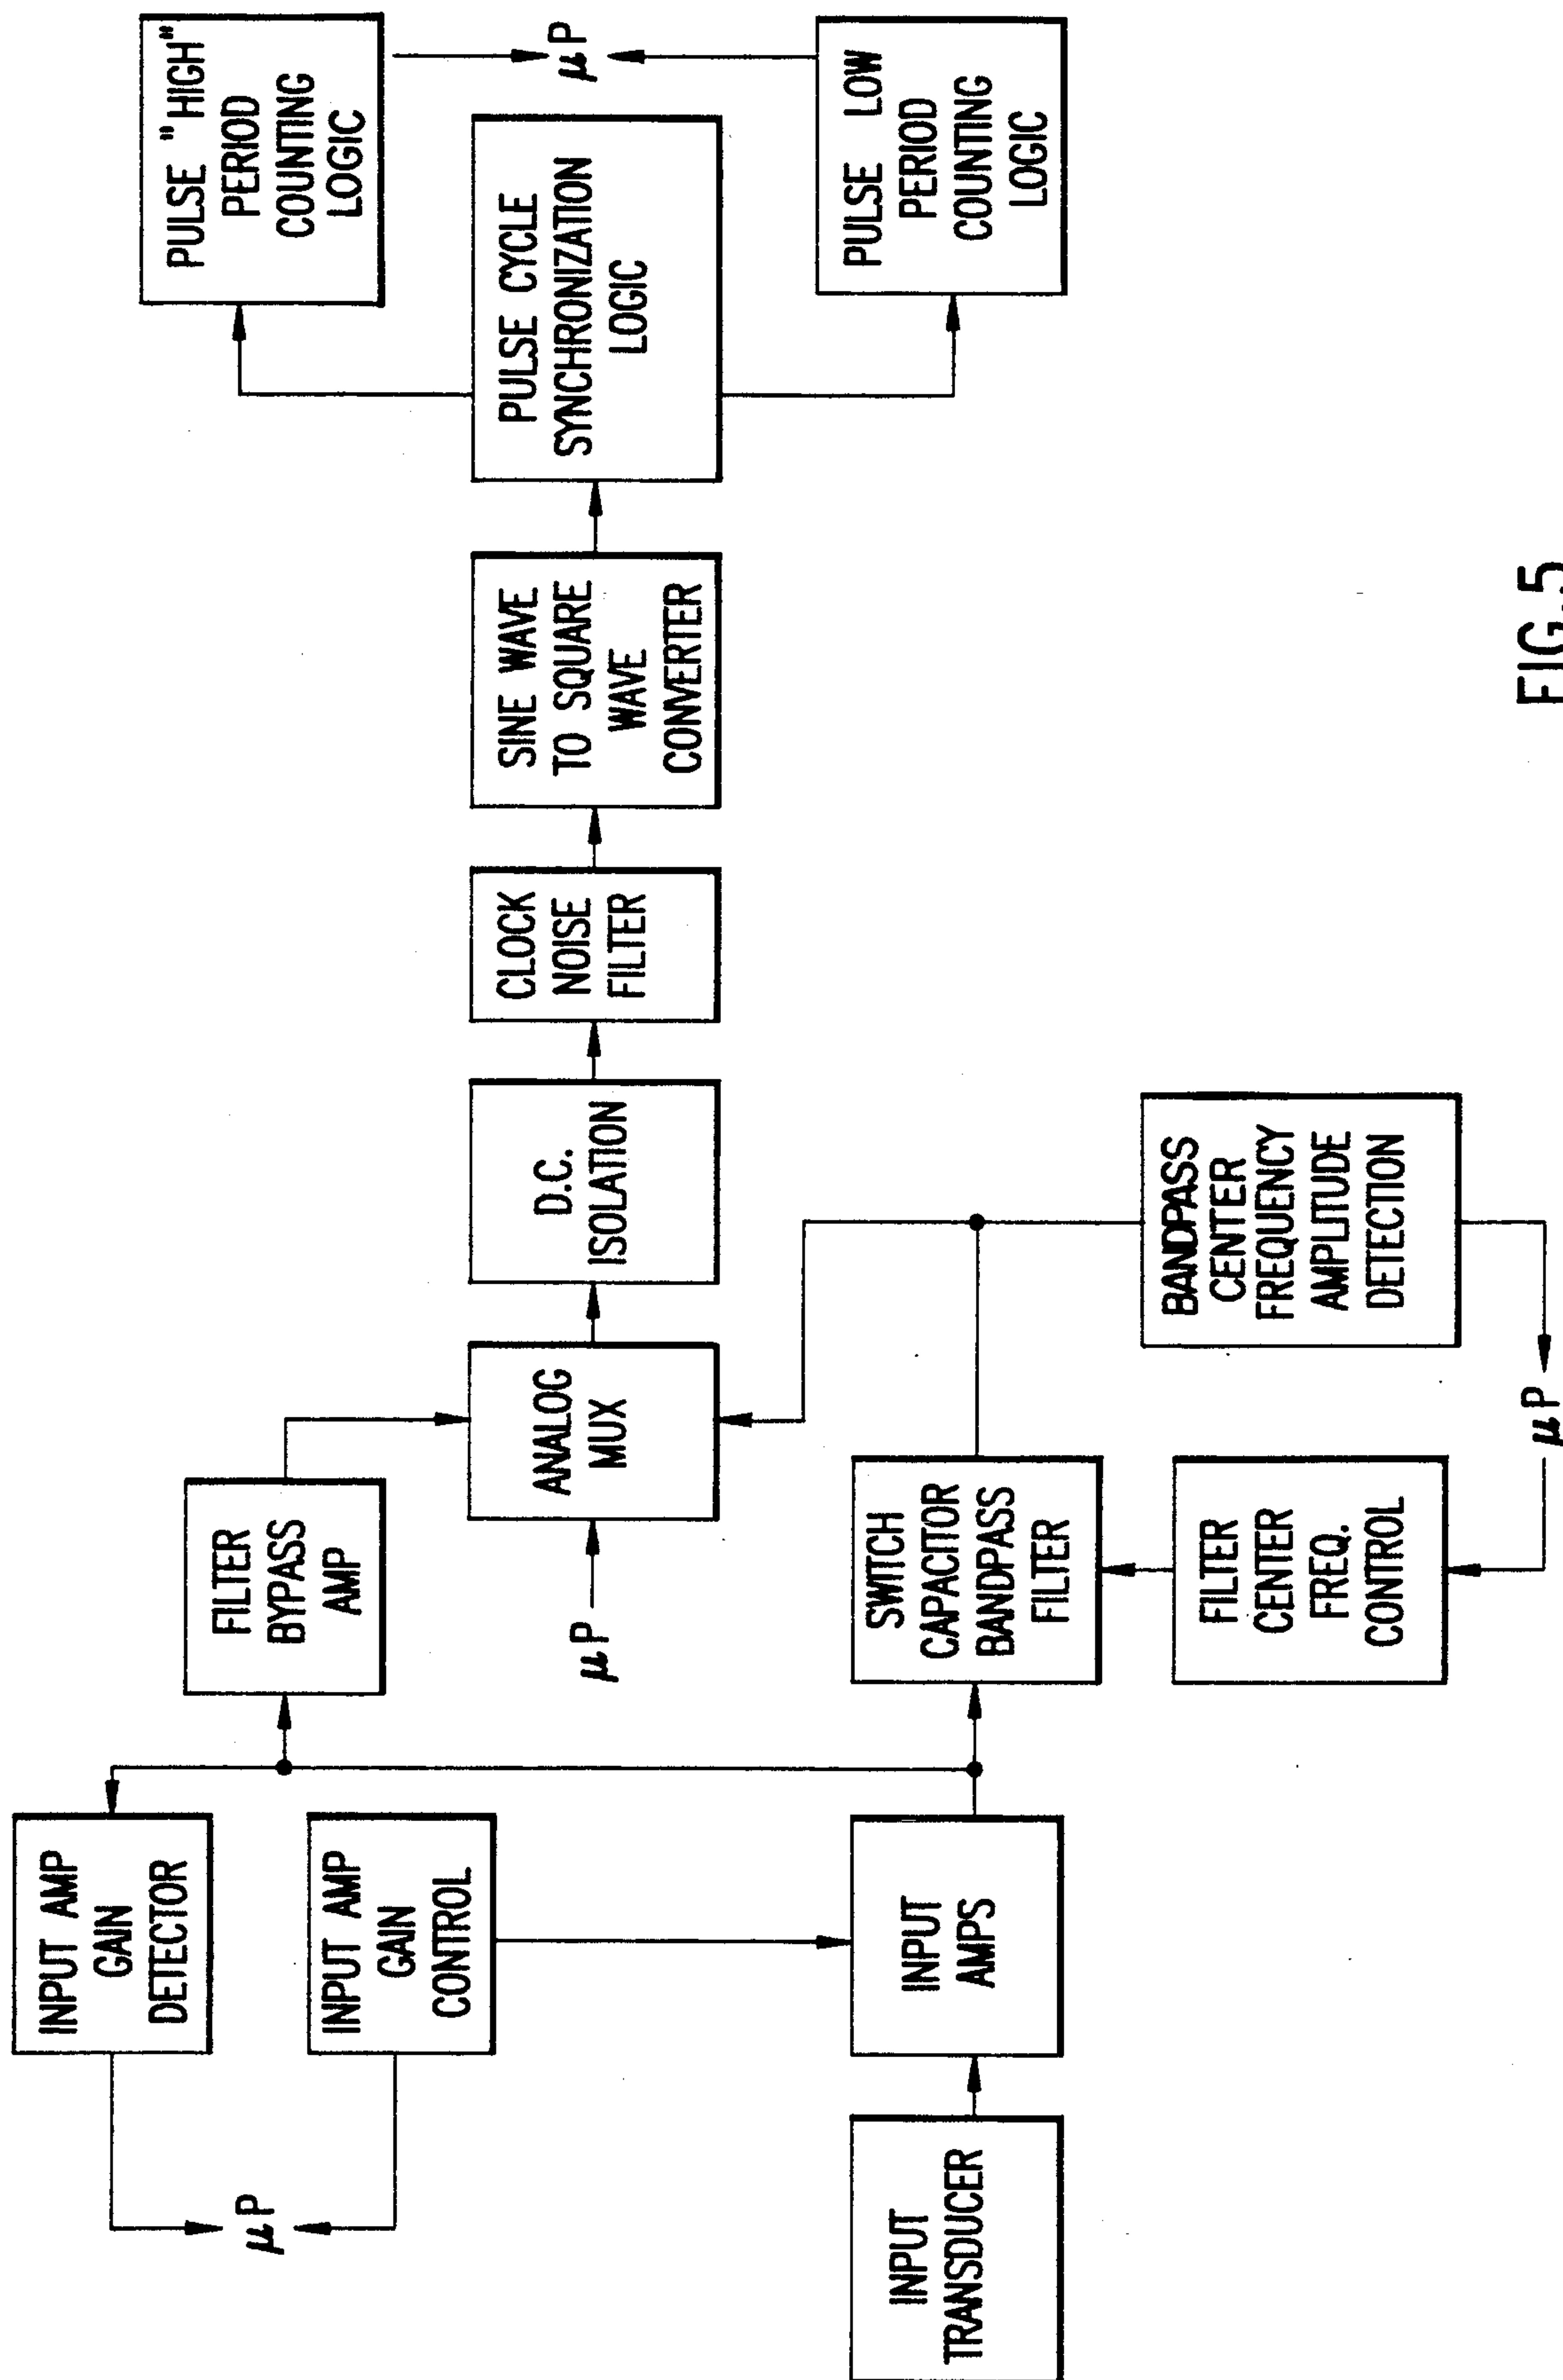 INPUT AMP
GAIN
DETECTOR
INPUT AMP
GAIN
CONTROL
μP
INPUT
TRANSDUCER
INPUT
AMPS
FILTER
BYPASS
AMP
μP
ANALOG
MUX
SWITCH
CAPACITOR
BANDPASS
FILTER
FILTER
CENTER
FREQ.
CONTROL
μP
BANDPASS
CENTER
FREQUENCY
AMPLITUDE
DETECTION
D.C.
ISOLATION
CLOCK
NOISE
FILTER
SINE WAVE
TO SQUARE
WAVE
CONVERTER
PULSE CYCLE
SYNCHRONIZATION
LOGIC
PULSE "HIGH"
PERIOD
COUNTING
LOGIC
μP
PULSE LOW
PERIOD
COUNTING
LOGIC
FIG.5